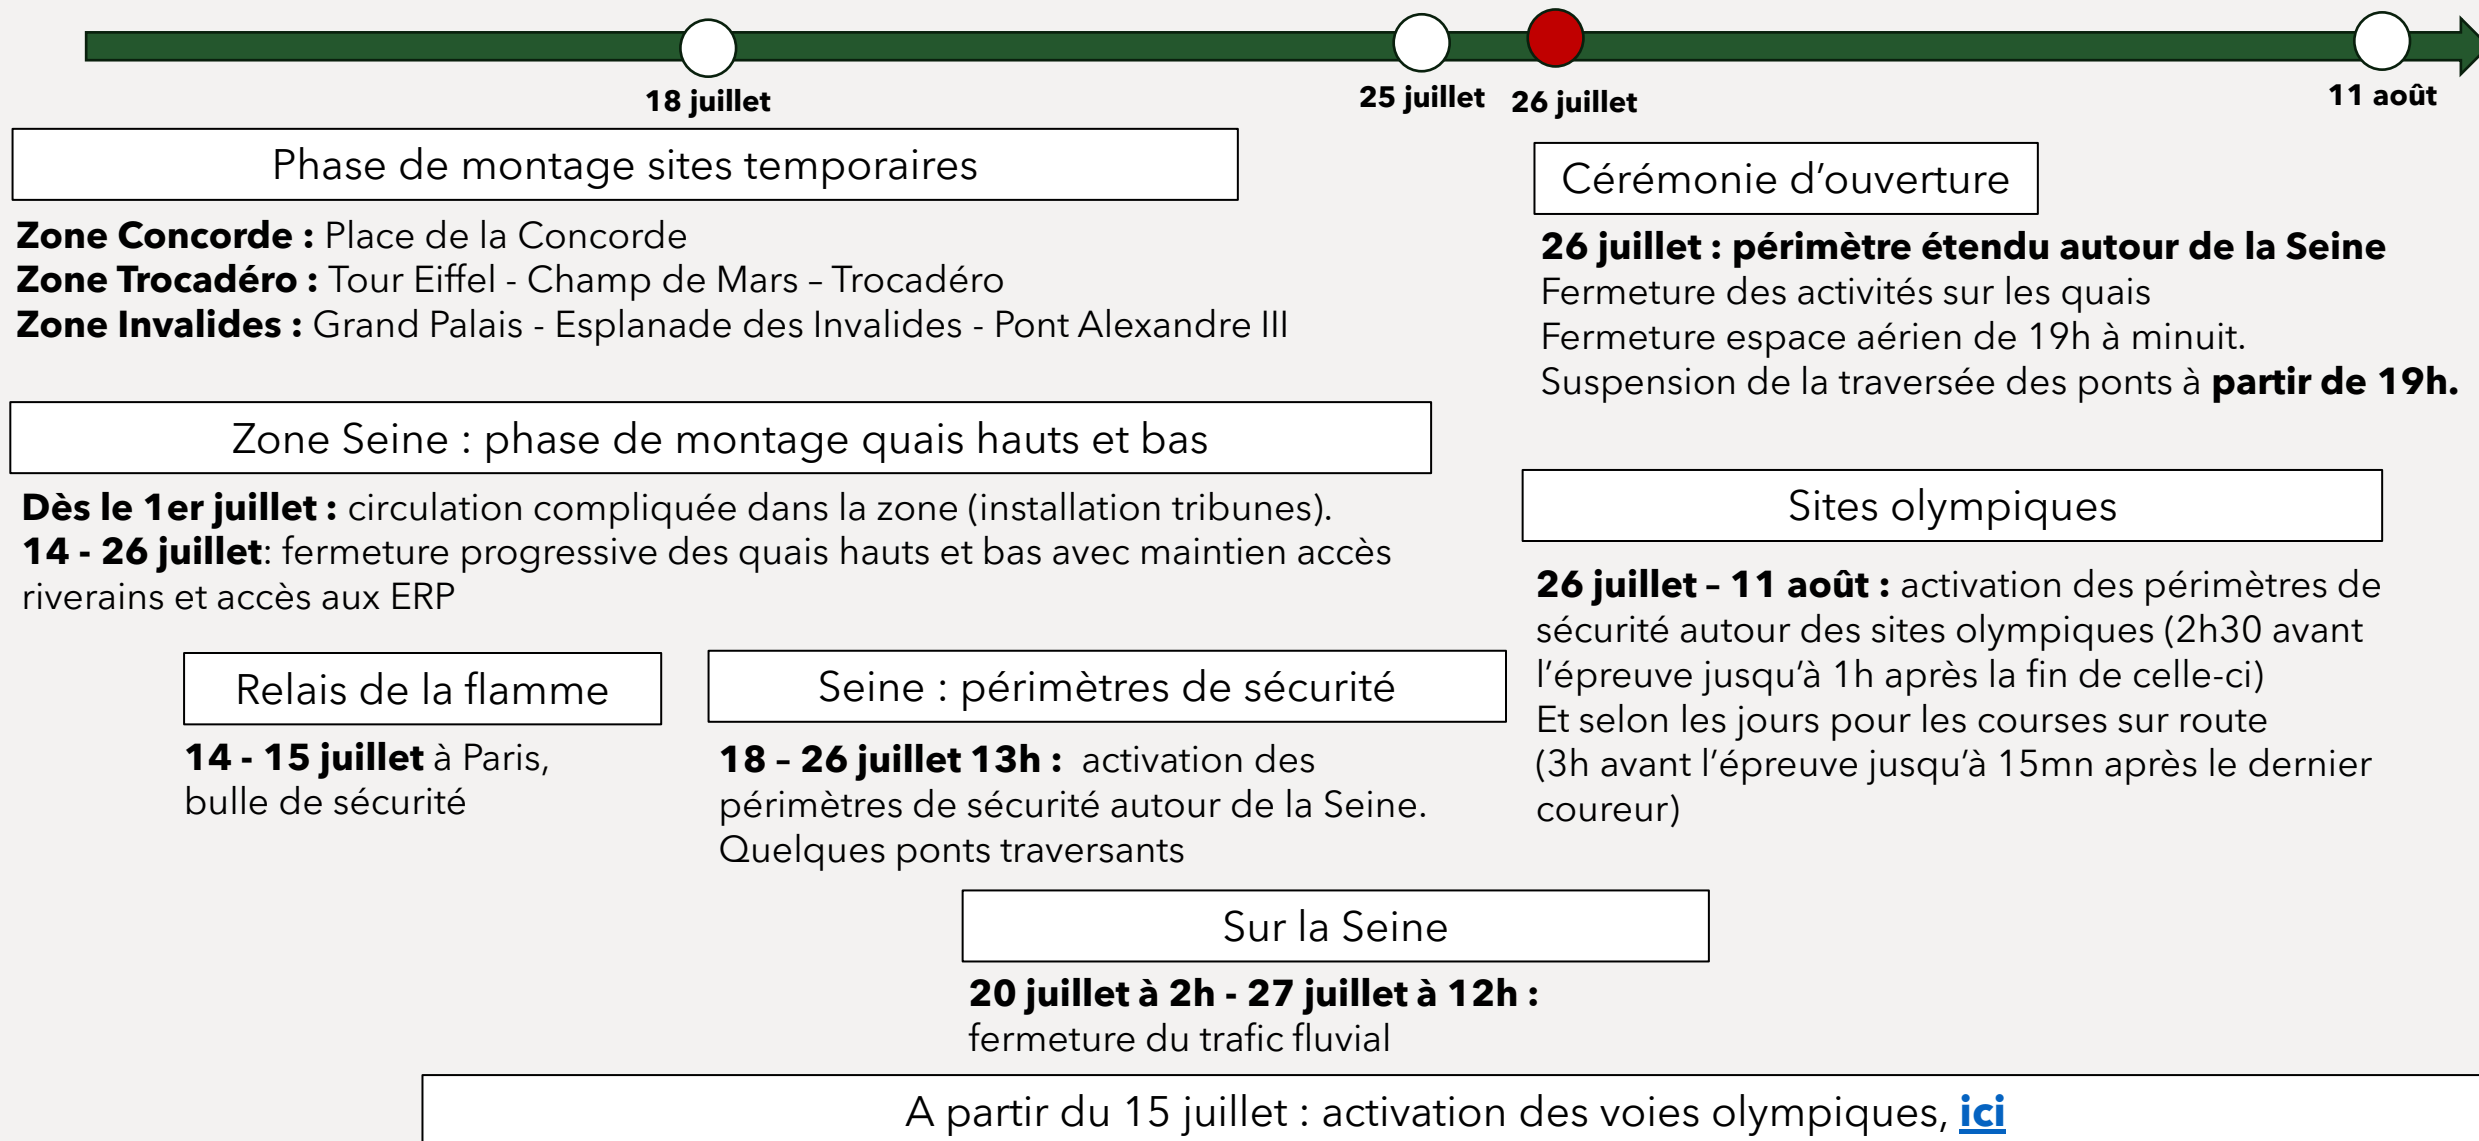 18 juillet
25 juillet
26 juillet
11 août
Phase de montage sites temporaires
Zone Concorde : Place de la Concorde
Zone Trocadéro : Tour Eiffel - Champ de Mars – Trocadéro
Zone Invalides : Grand Palais - Esplanade des Invalides - Pont Alexandre III
Zone Seine : phase de montage quais hauts et bas
Dès le 1er juillet : circulation compliquée dans la zone (installation tribunes).
14 - 26 juillet: fermeture progressive des quais hauts et bas avec maintien accès
riverains et accès aux ERP
Relais de la flamme
14 - 15 juillet à Paris,
bulle de sécurité
Seine : périmètres de sécurité
18 – 26 juillet 13h : activation des
périmètres de sécurité autour de la Seine.
Quelques ponts traversants
Cérémonie d’ouverture
26 juillet : périmètre étendu autour de la Seine
Fermeture des activités sur les quais
Fermeture espace aérien de 19h à minuit.
Suspension de la traversée des ponts à partir de 19h.
Sites olympiques
26 juillet – 11 août : activation des périmètres de
sécurité autour des sites olympiques (2h30 avant
l’épreuve jusqu’à 1h après la fin de celle-ci)
Et selon les jours pour les courses sur route
(3h avant l’épreuve jusqu’à 15mn après le dernier
coureur)
Sur la Seine
20 juillet à 2h - 27 juillet à 12h :
fermeture du trafic fluvial
A partir du 15 juillet : activation des voies olympiques, ici